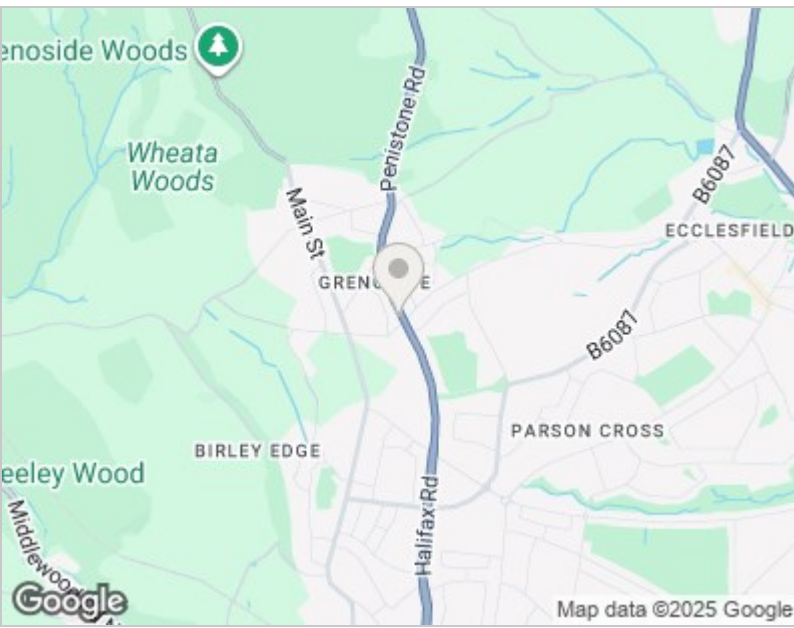 enoside Woods
Penistone Rd
Wheata
Woods
B6087
Main St
ECCLESFIELD
B6087
PARSON CROSS
BIRLEY EDGE
eeley Wood
Halifax Rd
Google
Map data ©2025 Google